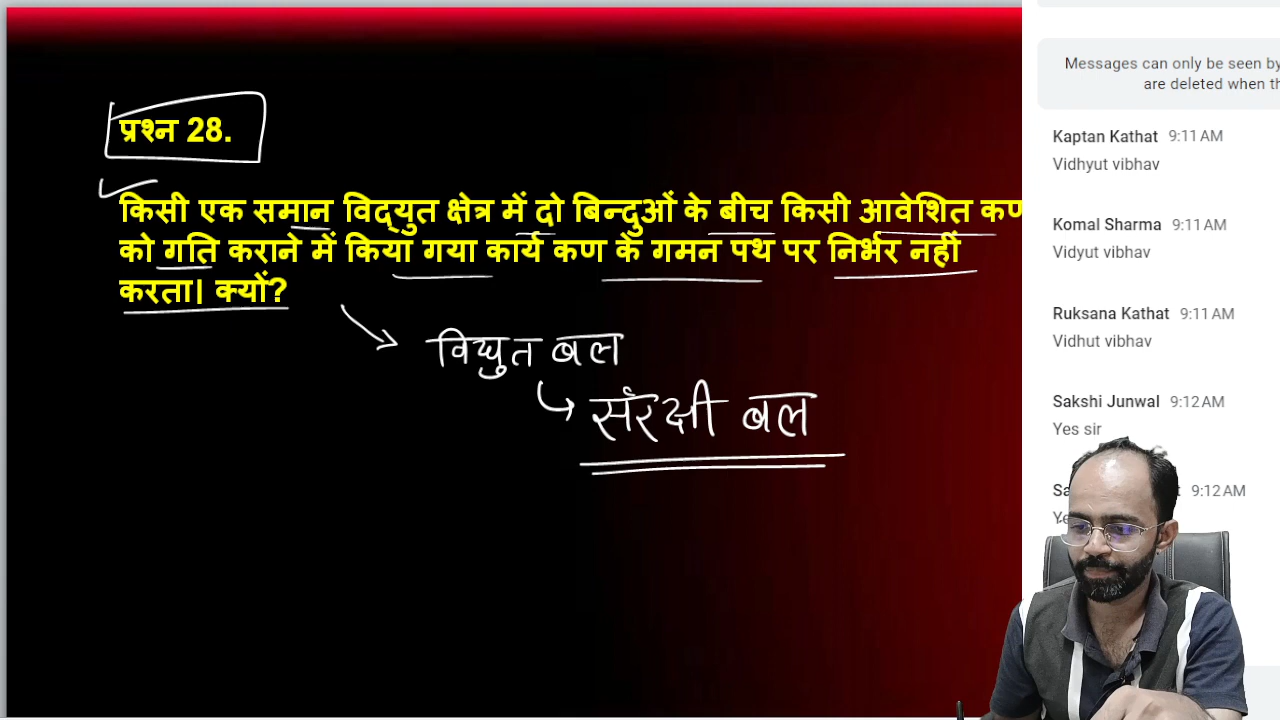 प्रश्न 28.
किसी एक समान विद्युत क्षेत्र में दो बिन्दुओं के बीच किसी आवेशित कण
को गति कराने में किया गया कार्य कण के गमन पथ पर निर्भर नहीं
करता। क्यों?
विद्युत बल
संरक्षी बल
Messages can only be seen by
are deleted when th
Kaptan Kathat 9:11 AM
Vidhyut vibhav
Komal Sharma 9:11 AM
Vidyut vibhav
Ruksana Kathat 9:11 AM
Vidhut vibhav
Sakshi Junwal 9:12 AM
Yes sir
9:12 AM